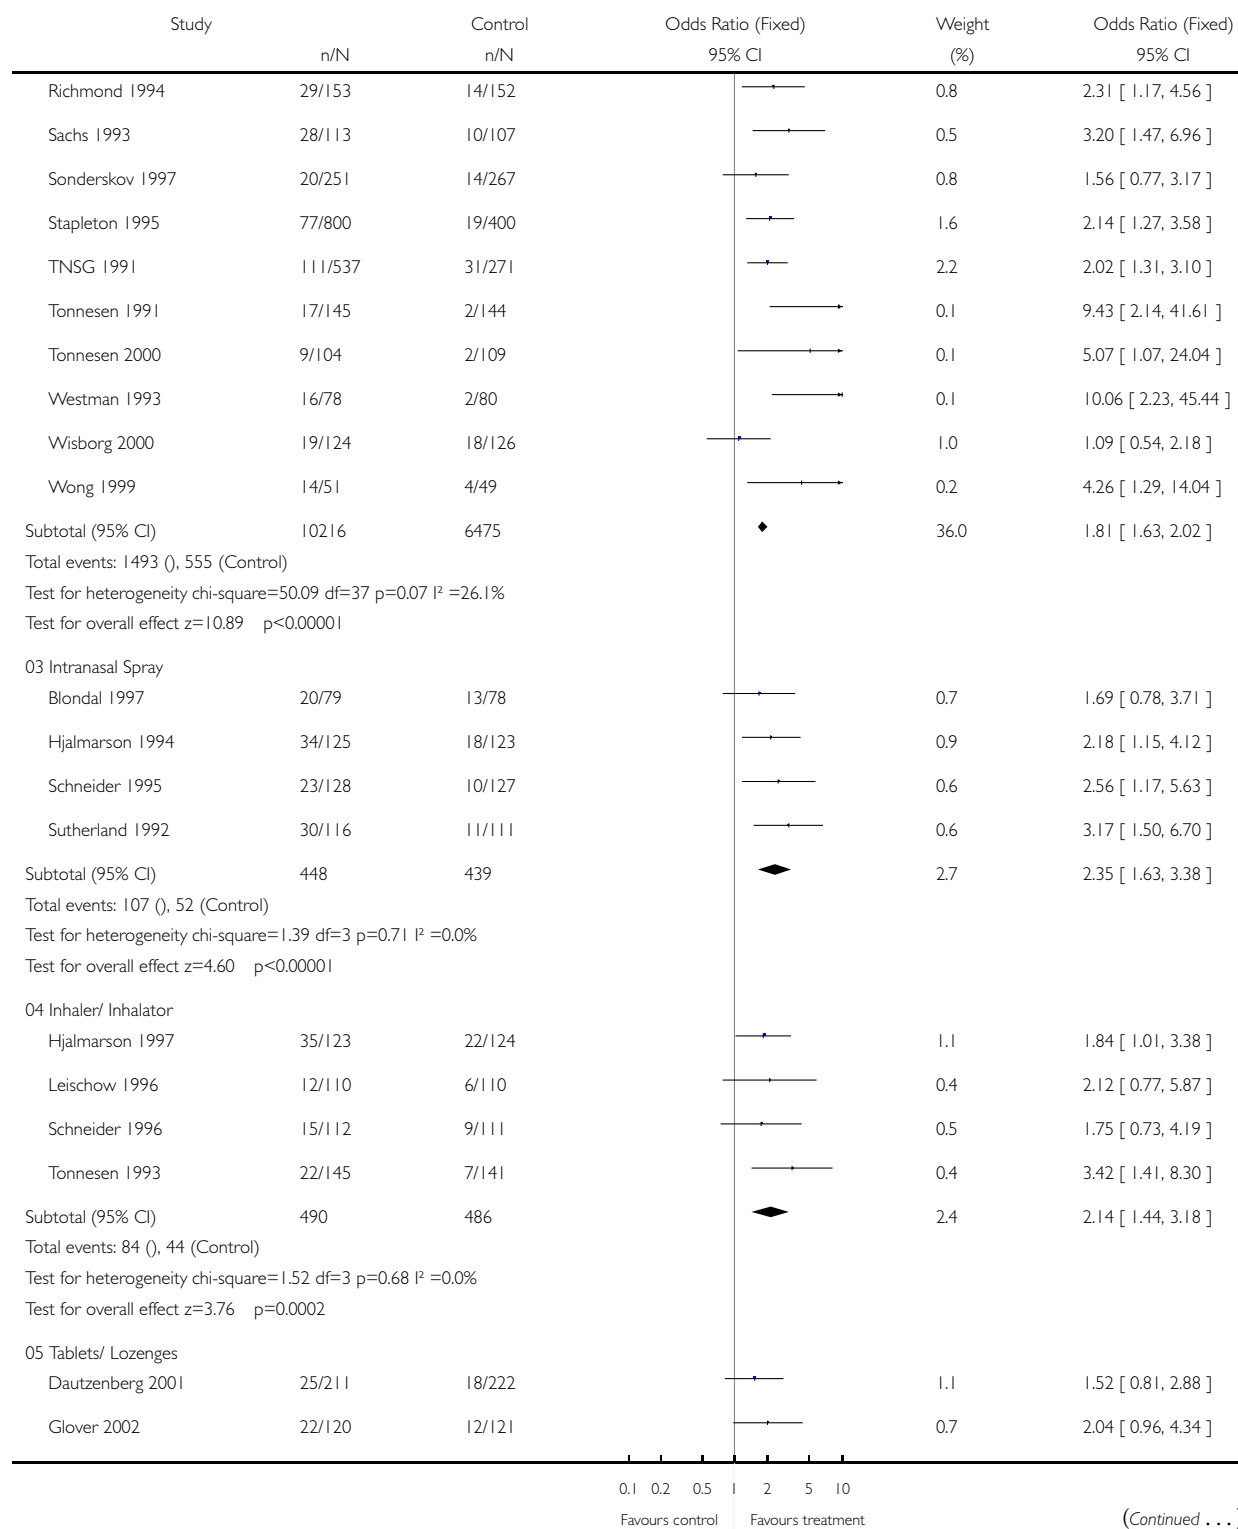 Study Control Odds Ratio (Fixed) Weight Odds Ratio (Fixed)
n/N n/N 95% CI (%) 95% CI
Richmond 1994 29/153 14/152 0.8 2.31 [ 1.17, 4.56 ]
Sachs 1993 28/113 10/107 0.5 3.20 [ 1.47, 6.96 ]
Sonderskov 1997 20/251 14/267 0.8 1.56 [ 0.77, 3.17 ]
Stapleton 1995 77/800 19/400 1.6 2.14 [ 1.27, 3.58 ]
TNSG 1991 111/537 31/271 2.2 2.02 [ 1.31, 3.10 ]
Tonnesen 1991 17/145 2/144 0.1 9.43 [ 2.14, 41.61 ]
Tonnesen 2000 9/104 2/109 0.1 5.07 [ 1.07, 24.04 ]
Westman 1993 16/78 2/80 0.1 10.06 [ 2.23, 45.44 ]
Wisborg 2000 19/124 18/126 1.0 1.09 [ 0.54, 2.18 ]
Wong 1999 14/51 4/49 0.2 4.26 [ 1.29, 14.04 ]
Subtotal (95% CI) 10216 6475 36.0 1.81 [ 1.63, 2.02 ]
Total events: 1493 (), 555 (Control)
Test for heterogeneity chi-square=50.09 df=37 p=0.07 I² =26.1%
Test for overall effect z=10.89 p<0.00001
03 Intranasal Spray
Blondal 1997 20/79 13/78 0.7 1.69 [ 0.78, 3.71 ]
Hjalmarson 1994 34/125 18/123 0.9 2.18 [ 1.15, 4.12 ]
Schneider 1995 23/128 10/127 0.6 2.56 [ 1.17, 5.63 ]
Sutherland 1992 30/116 11/111 0.6 3.17 [ 1.50, 6.70 ]
Subtotal (95% CI) 448 439 2.7 2.35 [ 1.63, 3.38 ]
Total events: 107 (), 52 (Control)
Test for heterogeneity chi-square=1.39 df=3 p=0.71 I² =0.0%
Test for overall effect z=4.60 p<0.00001
04 Inhaler/ Inhalator
Hjalmarson 1997 35/123 22/124 1.1 1.84 [ 1.01, 3.38 ]
Leischow 1996 12/110 6/110 0.4 2.12 [ 0.77, 5.87 ]
Schneider 1996 15/112 9/111 0.5 1.75 [ 0.73, 4.19 ]
Tonnesen 1993 22/145 7/141 0.4 3.42 [ 1.41, 8.30 ]
Subtotal (95% CI) 490 486 2.4 2.14 [ 1.44, 3.18 ]
Total events: 84 (), 44 (Control)
Test for heterogeneity chi-square=1.52 df=3 p=0.68 I² =0.0%
Test for overall effect z=3.76 p=0.0002
05 Tablets/ Lozenges
Dautzenberg 2001 25/211 18/222 1.1 1.52 [ 0.81, 2.88 ]
Glover 2002 22/120 12/121 0.7 2.04 [ 0.96, 4.34 ]
0.1 0.2 0.5 1 2 5 10
Favours control Favours treatment (Continued . . . )